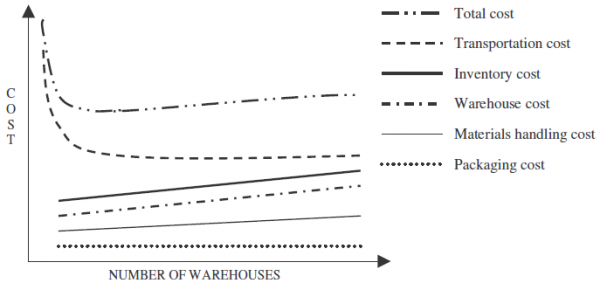 COST
NUMBER OF WAREHOUSES
Total cost
Transportation cost
Inventory cost
Warehouse cost
Materials handling cost
Packaging cost